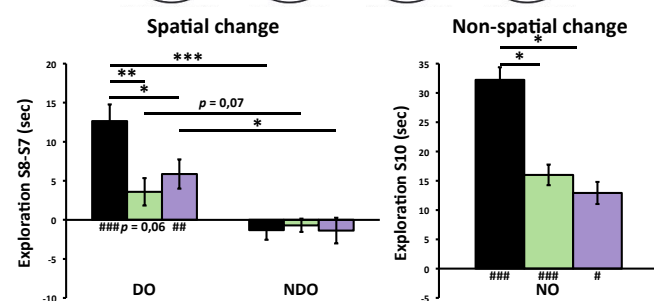 Spatial change
Non-spatial change
Exploration S8-S7 (sec)
20
15
10
5
0
-5
-10
***
**
*
p = 0,07
*
### p = 0,06 ##
DO
NDO
Exploration S10 (sec)
35
30
25
20
15
10
5
0
-5
*
*
### ### #
NO